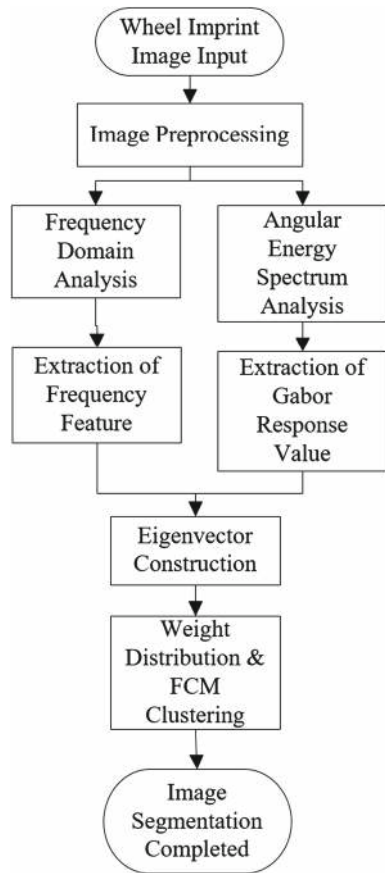 Wheel Imprint
Image Input
Image Preprocessing
Frequency
Domain
Analysis
Angular
Energy
Spectrum
Analysis
Extraction of
Frequency
Feature
Extraction of
Gabor
Response
Value
Eigenvector
Construction
Weight
Distribution &
FCM
Clustering
Image
Segmentation
Completed